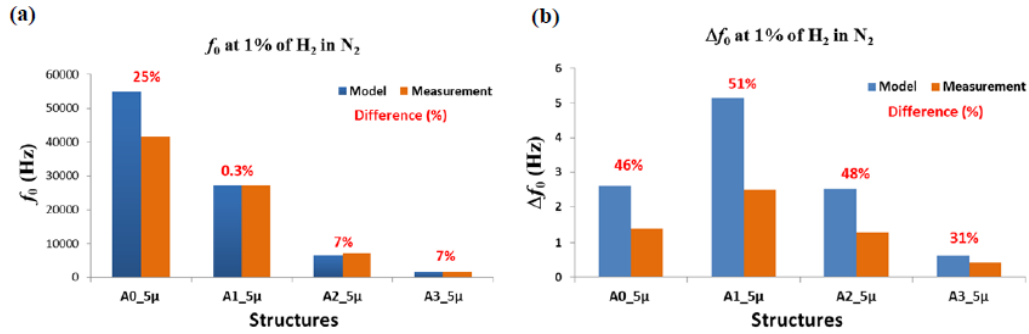 (a)
f₀ at 1% of H₂ in N₂
Model Measurement
Difference (%)
25%
0.3%
7%
7%
f₀ (Hz)
60000
50000
40000
30000
20000
10000
0
A0_5μ A1_5μ A2_5μ A3_5μ
Structures
(b)
Δf₀ at 1% of H₂ in N₂
Model Measurement
Difference (%)
46%
51%
48%
31%
Δf₀ (Hz)
6
5
4
3
2
1
0
A0_5μ A1_5μ A2_5μ A3_5μ
Structures